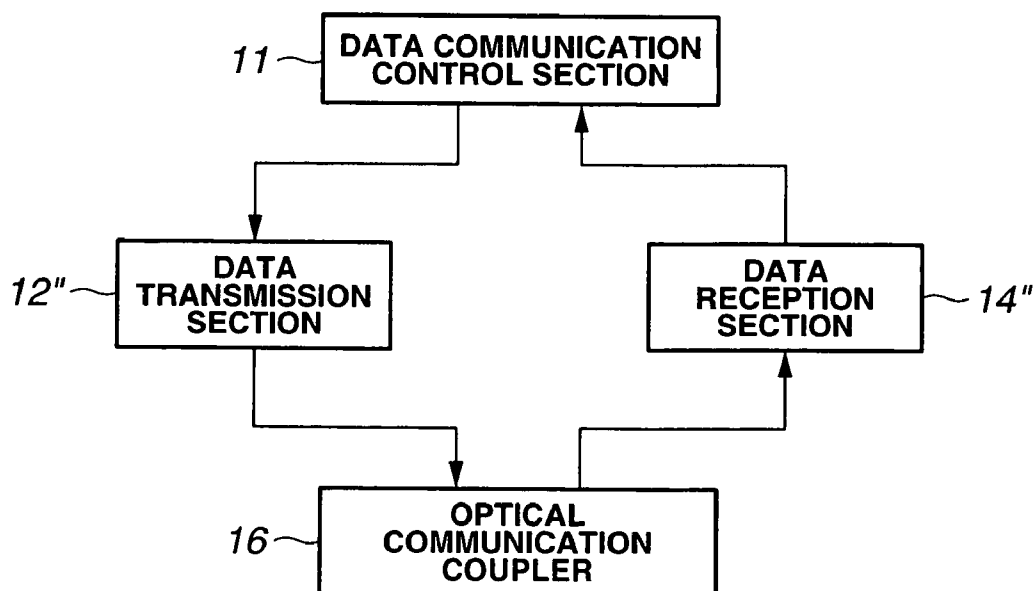 11
DATA COMMUNICATION
CONTROL SECTION
12"
DATA
TRANSMISSION
SECTION
DATA
RECEPTION
SECTION
14"
16
OPTICAL
COMMUNICATION
COUPLER